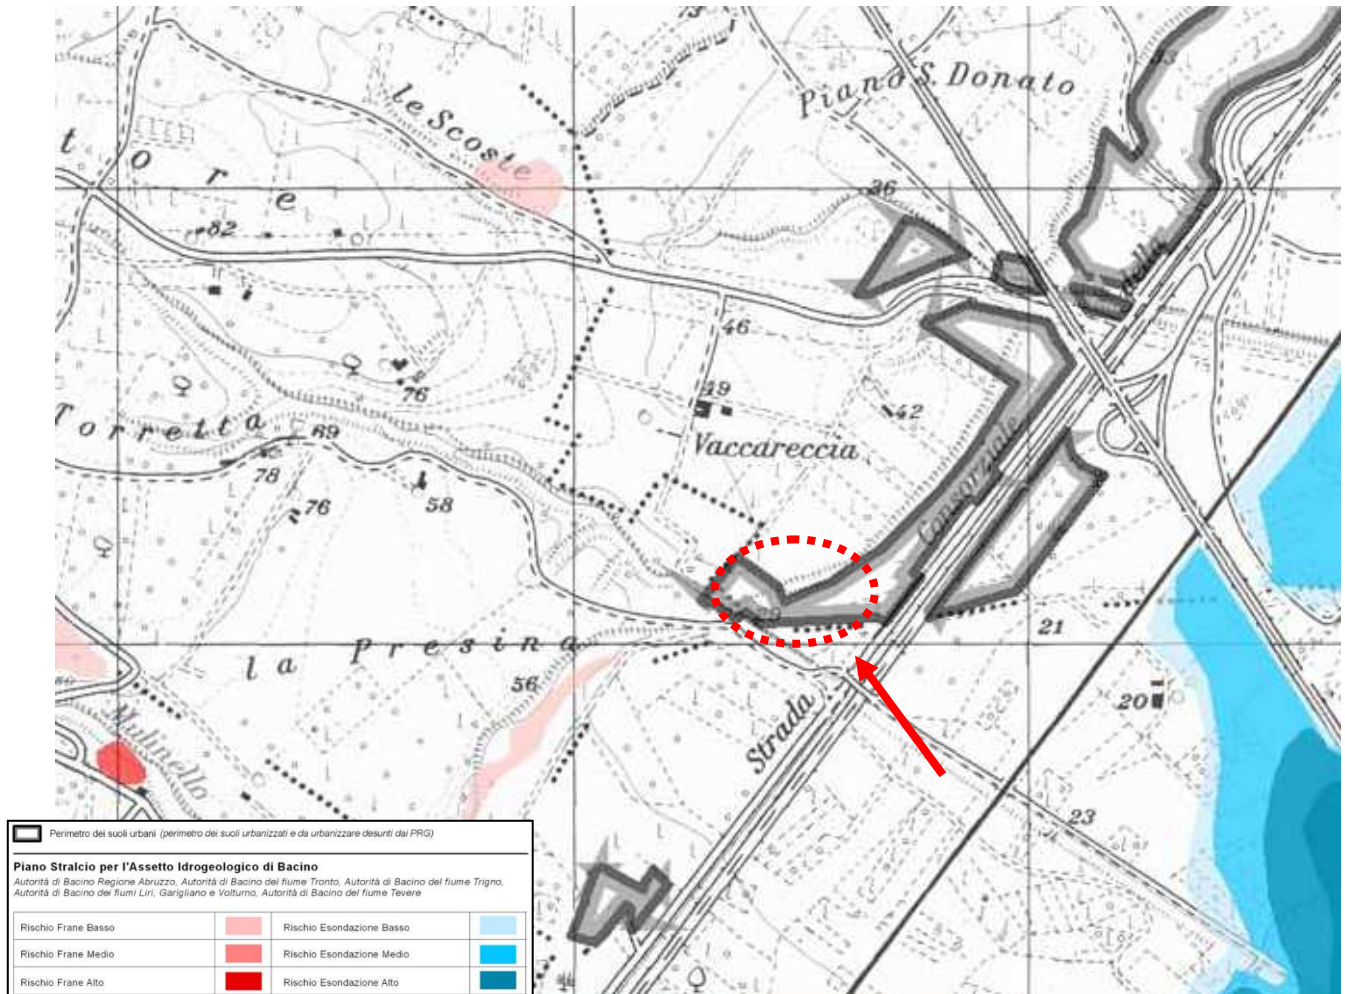 Piano S. Donato
le Scoste
t o r e
36
82
della
46
76
49
42
Vaccareccia
Torretta
69
78
58
76
Consorziale
la Presina
21
56
20
Mulinello
Strada
23
Perimetro dei suoli urbani (perimetro dei suoli urbanizzati e da urbanizzare desunti dai PRG)
Piano Stralcio per l'Assetto Idrogeologico di Bacino
Autorità di Bacino Regione Abruzzo, Autorità di Bacino del fiume Tronto, Autorità di Bacino del fiume Trigno,
Autorità di Bacino dei fiumi Liri, Garigliano e Volturno, Autorità di Bacino del fiume Tevere
Rischio Frane Basso
Rischio Esondazione Basso
Rischio Frane Medio
Rischio Esondazione Medio
Rischio Frane Alto
Rischio Esondazione Alto